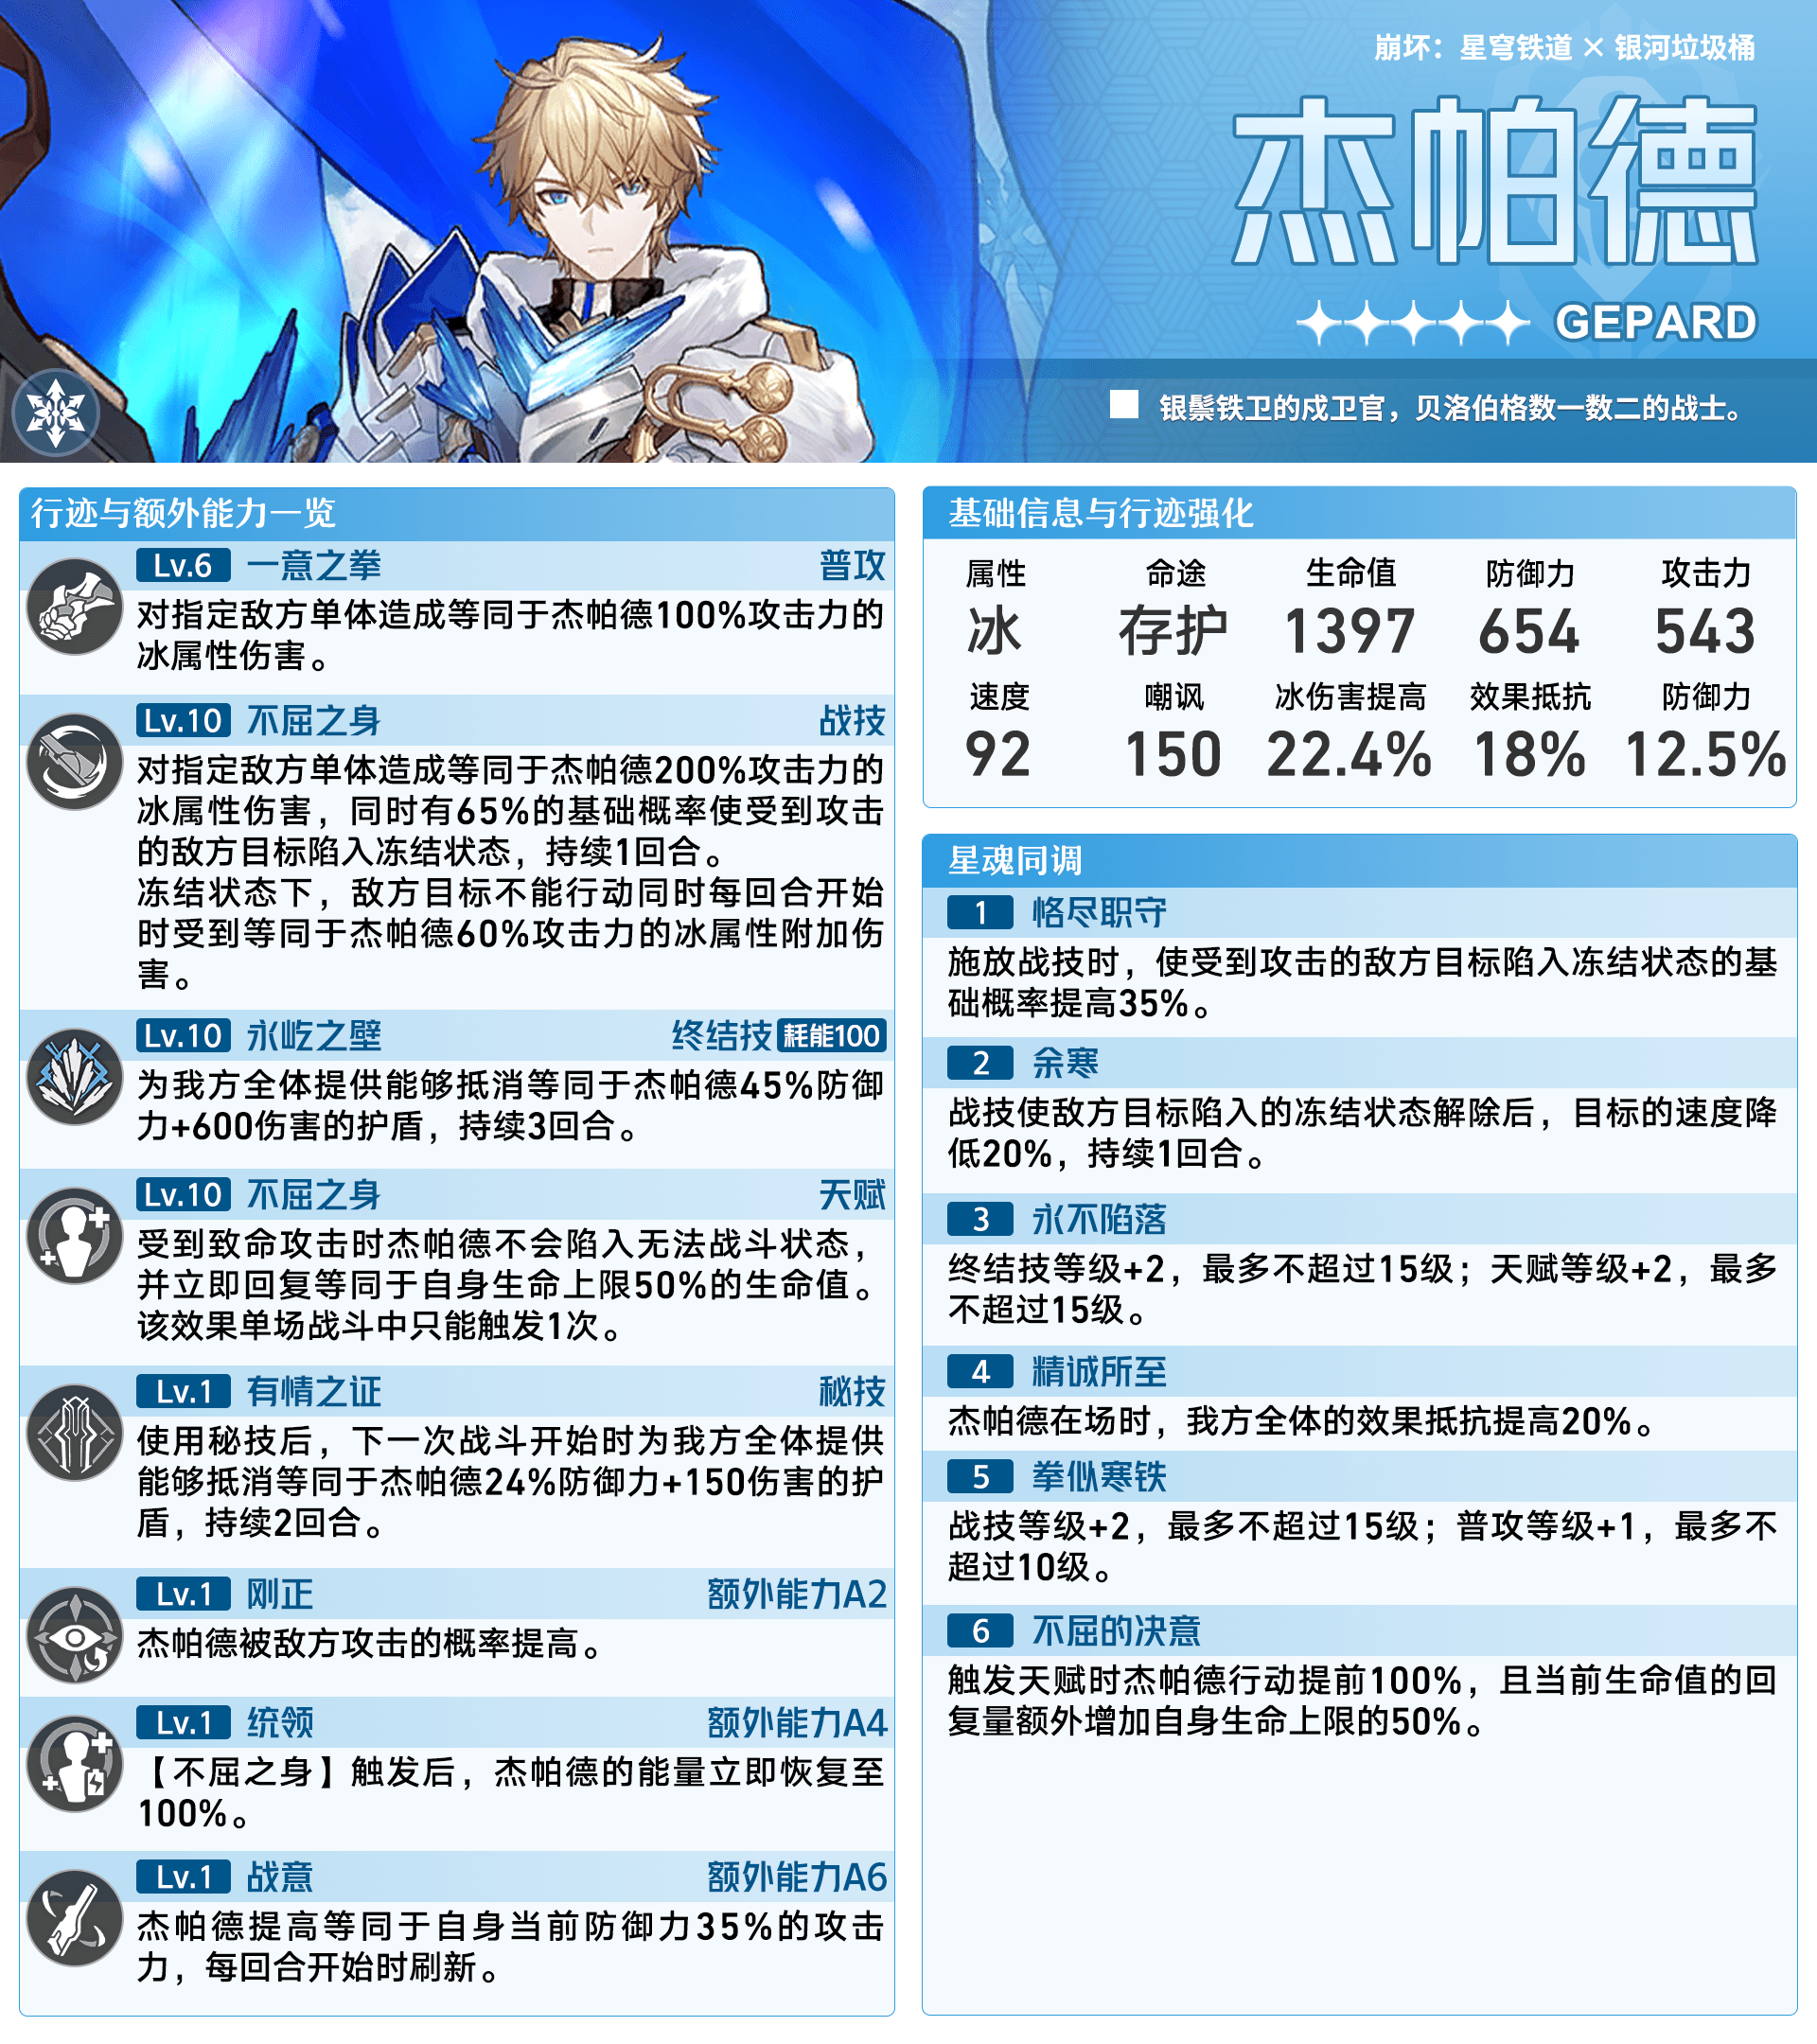 崩坏：星穹铁道 × 银河垃圾桶
杰帕德
GEPARD
银鬃铁卫的戍卫官，贝洛伯格数一数二的战士。
行迹与额外能力一览
Lv.6 一意之拳 普攻
对指定敌方单体造成等同于杰帕德100%攻击力的
冰属性伤害。
Lv.10 不屈之身 战技
对指定敌方单体造成等同于杰帕德200%攻击力的
冰属性伤害，同时有65%的基础概率使受到攻击
的敌方目标陷入冻结状态，持续1回合。
冻结状态下，敌方目标不能行动同时每回合开始
时受到等同于杰帕德60%攻击力的冰属性附加伤
害。
Lv.10 永屹之壁 终结技 耗能100
为我方全体提供能够抵消等同于杰帕德45%防御
力+600伤害的护盾，持续3回合。
Lv.10 不屈之身 天赋
受到致命攻击时杰帕德不会陷入无法战斗状态，
并立即回复等同于自身生命上限50%的生命值。
该效果单场战斗中只能触发1次。
Lv.1 有情之证 秘技
使用秘技后，下一次战斗开始时为我方全体提供
能够抵消等同于杰帕德24%防御力+150伤害的护
盾，持续2回合。
Lv.1 刚正 额外能力A2
杰帕德被敌方攻击的概率提高。
Lv.1 统领 额外能力A4
【不屈之身】触发后，杰帕德的能量立即恢复至
100%。
Lv.1 战意 额外能力A6
杰帕德提高等同于自身当前防御力35%的攻击
力，每回合开始时刷新。
基础信息与行迹强化
属性 命途 生命值 防御力 攻击力
冰 存护 1397 654 543
速度 嘲讽 冰伤害提高 效果抵抗 防御力
92 150 22.4% 18% 12.5%
星魂同调
1 恪尽职守
施放战技时，使受到攻击的敌方目标陷入冻结状态的基
础概率提高35%。
2 余寒
战技使敌方目标陷入的冻结状态解除后，目标的速度降
低20%，持续1回合。
3 永不陷落
终结技等级+2，最多不超过15级；天赋等级+2，最多
不超过15级。
4 精诚所至
杰帕德在场时，我方全体的效果抵抗提高20%。
5 拳似寒铁
战技等级+2，最多不超过15级；普攻等级+1，最多不
超过10级。
6 不屈的决意
触发天赋时杰帕德行动提前100%，且当前生命值的回
复量额外增加自身生命上限的50%。